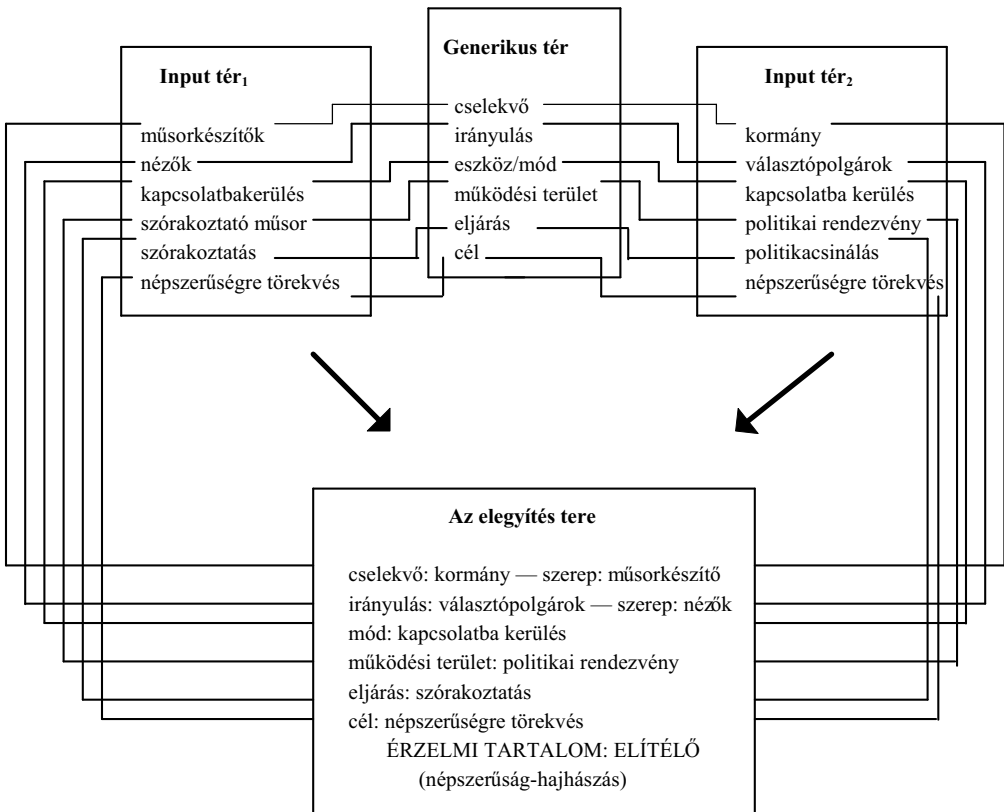 Input tér₁
műsorkészítők
nézők
kapcsolatbakerülés
szórakoztató műsor
szórakoztatás
népszerűségre törekvés
Generikus tér
cselekvő
irányulás
eszköz/mód
működési terület
eljárás
cél
Input tér₂
kormány
választópolgárok
kapcsolatba kerülés
politikai rendezvény
politikacsinálás
népszerűségre törekvés
Az elegyítés tere
cselekvő: kormány — szerep: műsorkészítő
irányulás: választópolgárok — szerep: nézők
mód: kapcsolatba kerülés
működési terület: politikai rendezvény
eljárás: szórakoztatás
cél: népszerűségre törekvés
ÉRZELMI TARTALOM: ELÍTÉLŐ
(népszerűság-hajhászás)